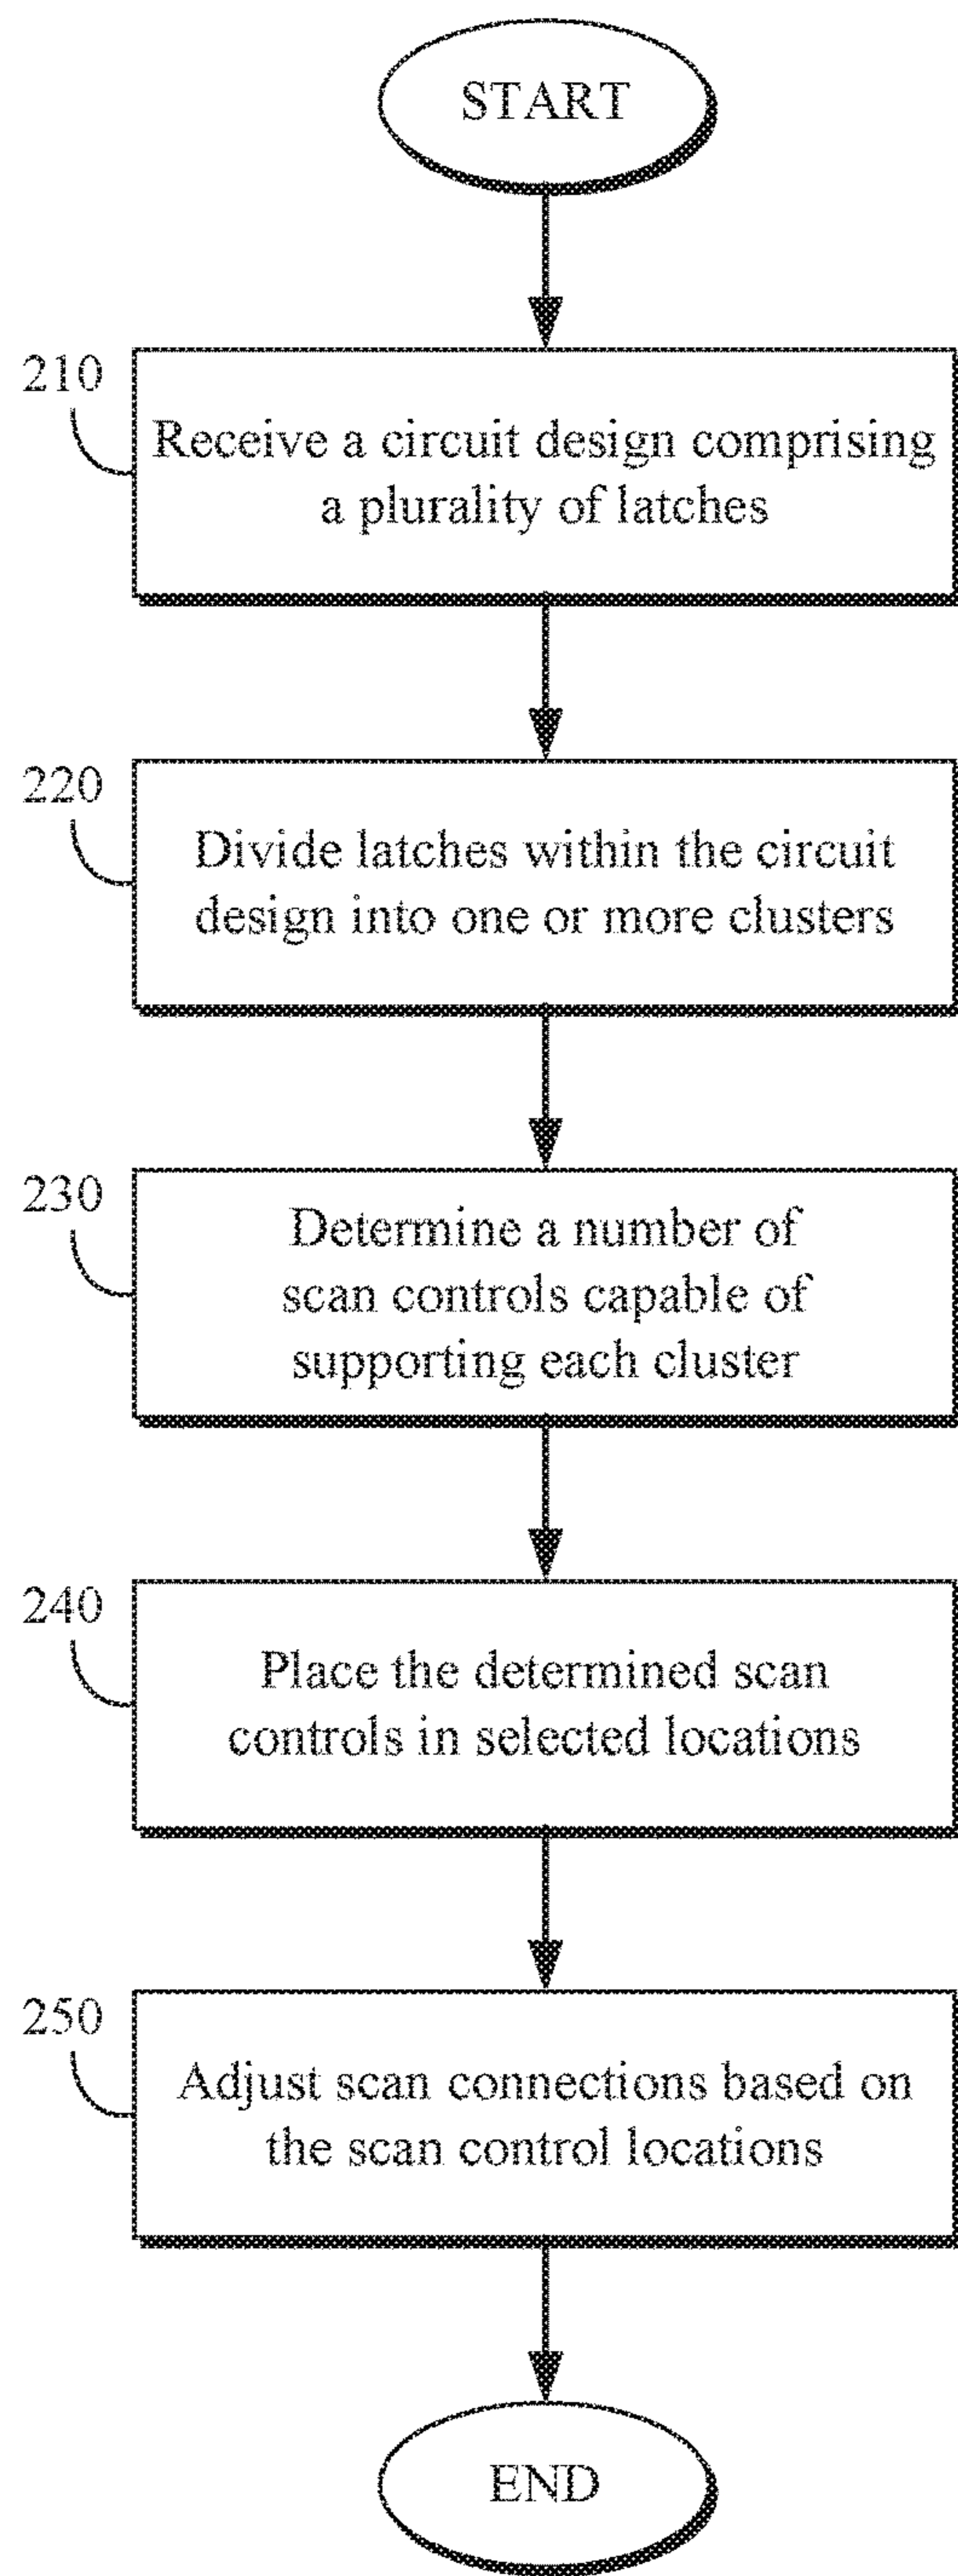 START
210
Receive a circuit design comprising
a plurality of latches
220
Divide latches within the circuit
design into one or more clusters
230
Determine a number of
scan controls capable of
supporting each cluster
240
Place the determined scan
controls in selected locations
250
Adjust scan connections based on
the scan control locations
END